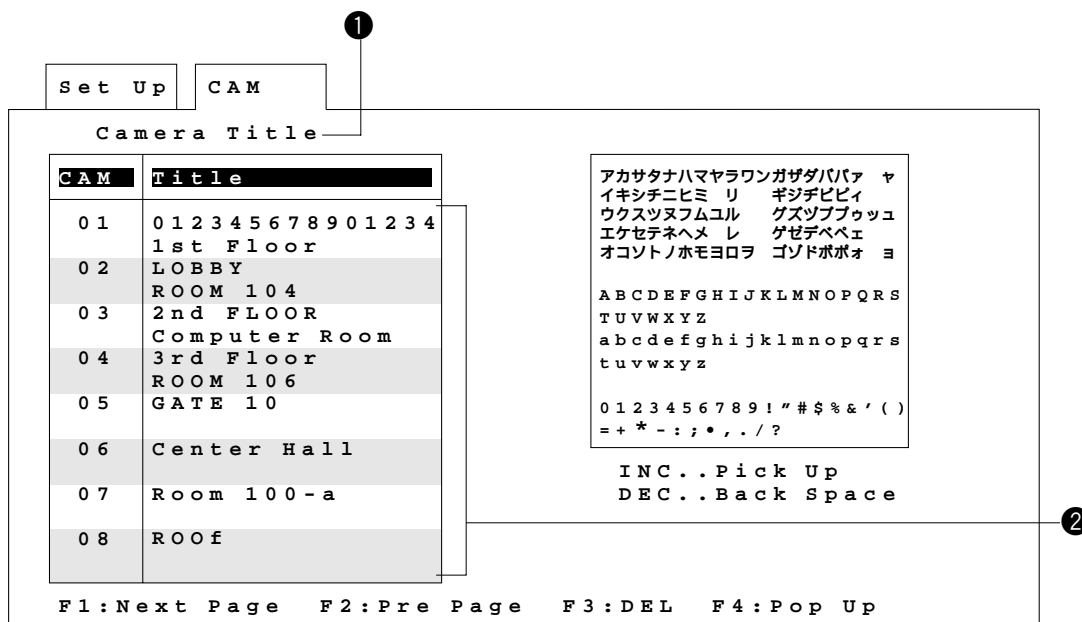 ❶
Set Up CAM
Camera Title
CAM Title
01 012345678901234
1st Floor
02 LOBBY
ROOM 104
03 2nd FLOOR
Computer Room
04 3rd Floor
ROOM 106
05 GATE 10
06 Center Hall
07 Room 100-a
08 ROOf
アカサタナハマヤラワンガザダバパァ ャ
イキシチニヒミ リ ギジヂビピィ
ウクスツヌフムユル グズヅブプゥッュ
エケセテネヘメ レ ゲゼデベペェ
オコソトノホモヨロヲ ゴゾドボポォ ョ
ABCDEFGHIJKLMNOPQRS
TUVWXYZ
abcdefghijklmnopqrs
tuvwxyz
0123456789!"#$%&'()
=+*-:;•,./?
INC..Pick Up
DEC..Back Space
❷
F1:Next Page F2:Pre Page F3:DEL F4:Pop Up